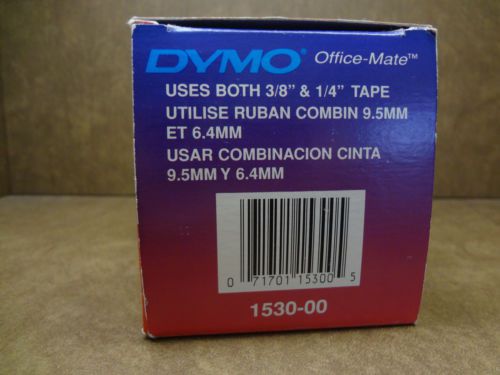 DYMO Office-Mate™
USES BOTH 3/8” & 1/4” TAPE
UTILISE RUBAN COMBIN 9.5MM
ET 6.4MM
USAR COMBINACION CINTA
9.5MM Y 6.4MM
0 71701 15300 5
1530-00